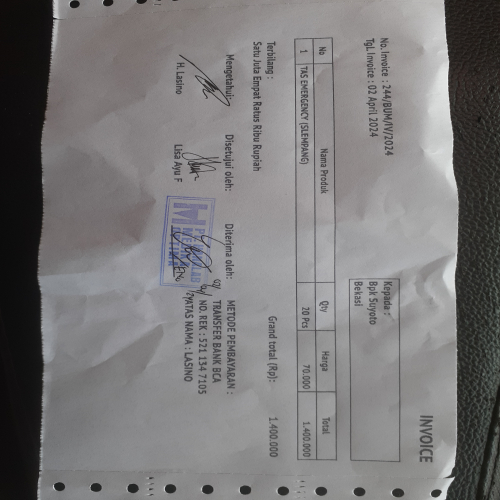 INVOICE
No. Invoice : 244/BUM/IV/2024
Tgl. Invoice : 02 April 2024
Kepada :
Bpk Suyoto
Bekasi
No Nama Produk Qty Harga Total
1 TAS EMERGENCY (SLEMPANG) 20 Pcs 70.000 1.400.000
Grand total (Rp): 1.400.000
Terbilang :
Satu Juta Empat Ratus Ribu Rupiah
Mengetahui: Disetujui oleh: Diterima oleh:
H. Lasino Lisa Ayu F
METODE PEMBAYARAN :
TRANSFER BANK BCA
NO. REK : 521 134 7105
ATAS NAMA : LASINO